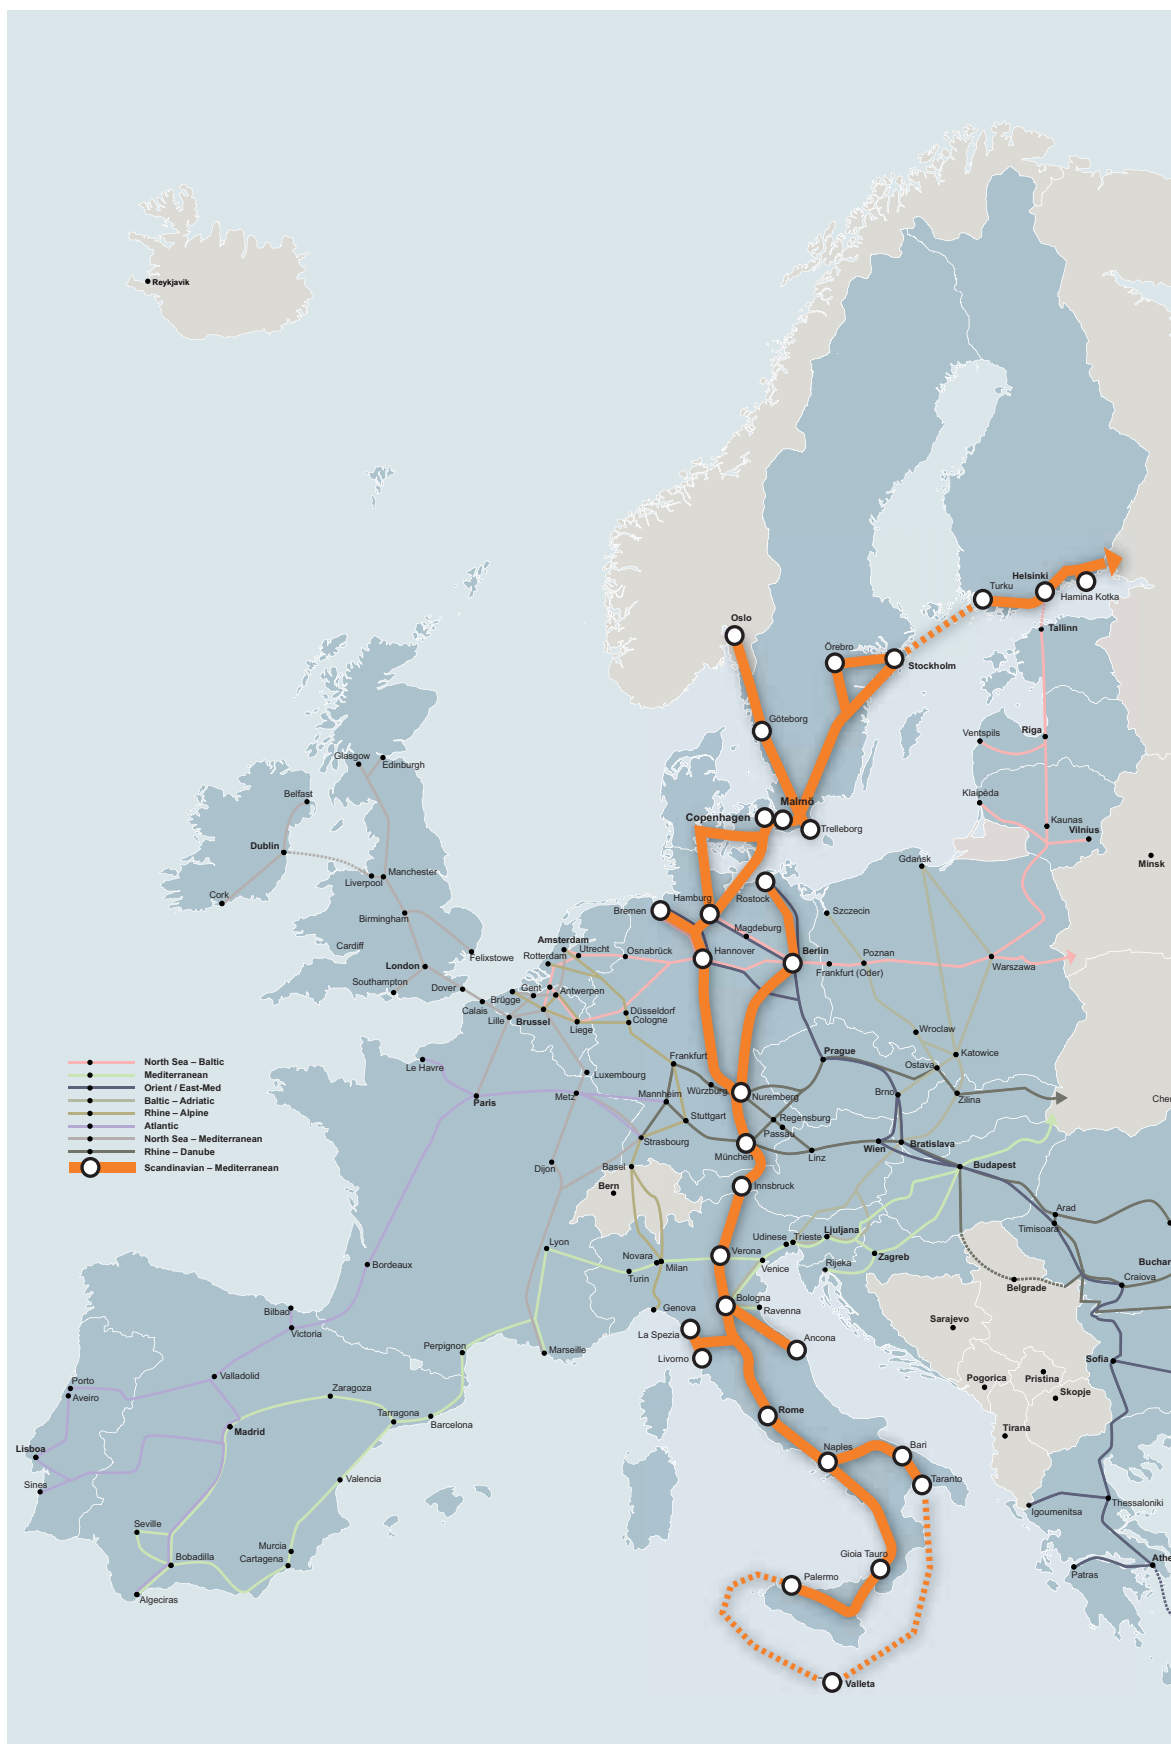 Reykjavik
Oslo
Örebro
Stockholm
Turku
Helsinki
Hamina Kotka
Tallinn
Göteborg
Ventspils
Riga
Glasgow
Edinburgh
Belfast
Klaipėda
Malmö
Copenhagen
Trelleborg
Kaunas
Vilnius
Dublin
Minsk
Gdańsk
Manchester
Liverpool
Cork
Birmingham
Hamburg
Rostock
Bremen
Szczecin
Magdeburg
Cardiff
Amsterdam
Utrecht
Osnabrück
Hannover
Berlin
Poznan
Felixstowe
Rotterdam
London
Frankfurt (Oder)
Warszawa
Southampton
Dover
Gent
Antwerpen
Brügge
Calais
Lille
Brussel
Düsseldorf
Cologne
Liege
Wroclaw
Le Havre
Frankfurt
Prague
Katowice
Ostava
Luxembourg
Würzburg
Nuremberg
Brno
Zilina
Cher
Paris
Metz
Mannheim
Stuttgart
Regensburg
Passau
Strasbourg
München
Linz
Wien
Bratislava
Budapest
North Sea – Baltic
Mediterranean
Orient / East-Med
Baltic – Adriatic
Rhine – Alpine
Atlantic
North Sea – Mediterranean
Rhine – Danube
Scandinavian – Mediterranean
Dijon
Basel
Bern
Innsbruck
Arad
Timisoara
Lyon
Novara
Milan
Turin
Verona
Udinese
Trieste
Ljuljana
Venice
Rijeka
Zagreb
Buchar
Bordeaux
Belgrade
Craiova
Bilbao
Victoria
Genova
Bologna
Ravenna
La Spezia
Livorno
Ancona
Sarajevo
Perpignon
Marseille
Sofia
Porto
Aveiro
Valladolid
Zaragoza
Pogorica
Pristina
Skopje
Tarragona
Barcelona
Madrid
Rome
Tirana
Lisboa
Sines
Valencia
Naples
Bari
Taranto
Igoumenitsa
Thessaloniki
Seville
Murcia
Cartagena
Bobadilla
Algeciras
Gioia Tauro
Palermo
Athe
Patras
Valleta